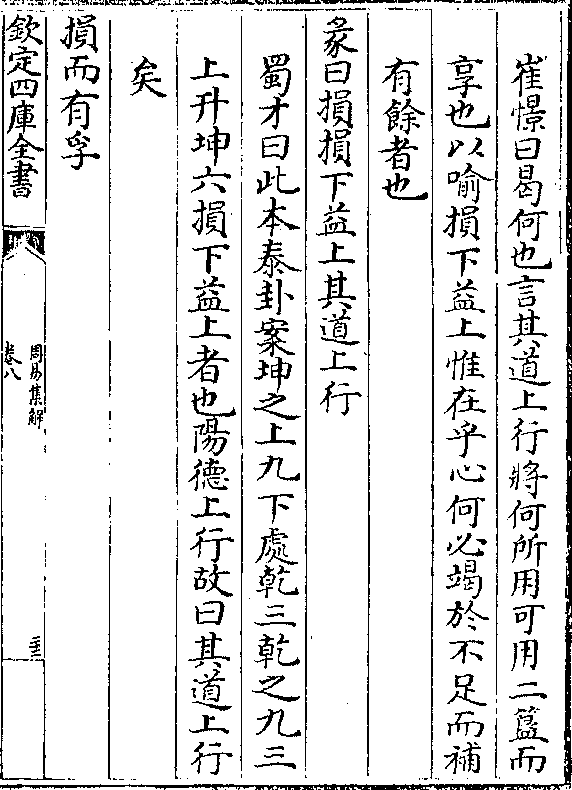 崔憬曰曷何也言其道上行將何所用可用二簋而
享也以喻損下益上惟在乎心何必竭於不足而補
有餘者也
彖曰損損下益上其道上行
蜀才曰此本泰卦案坤之上九下處乾三乾之九三
上升坤六損下益上者也陽德上行故曰其道上行
矣
損而有孚
欽定四庫全書
周易集解
卷八